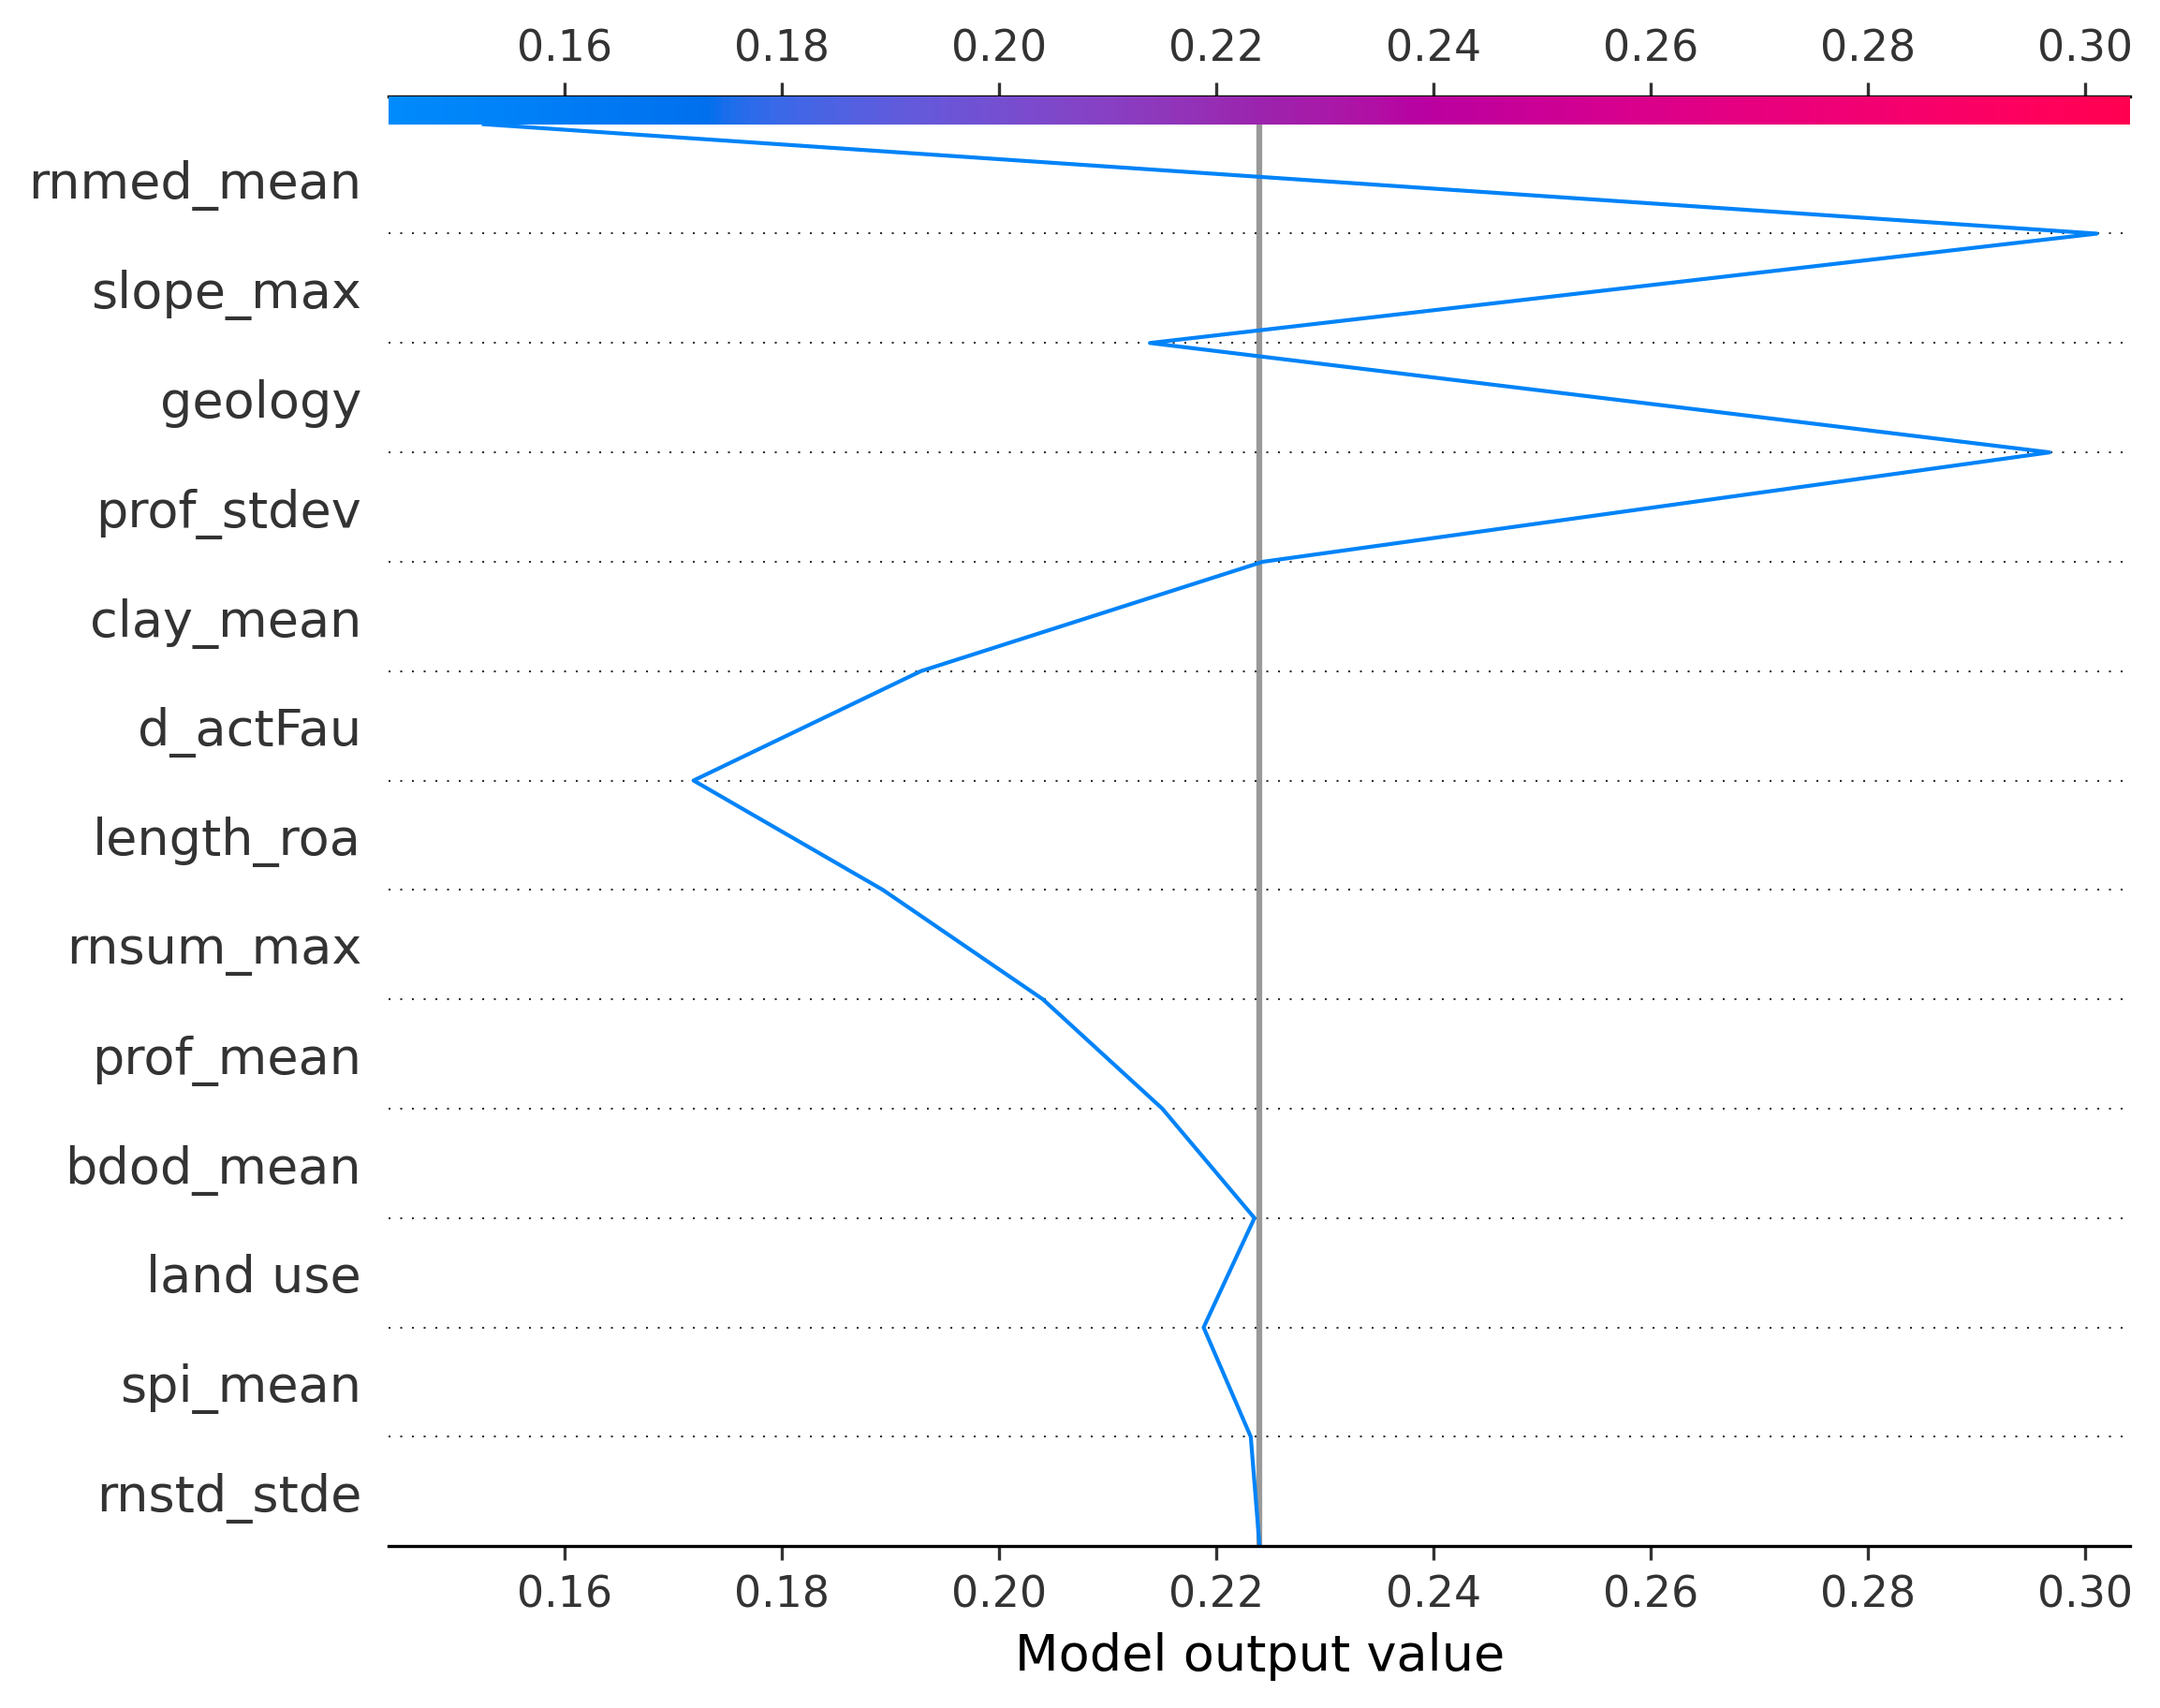 0.16 0.18 0.20 0.22 0.24 0.26 0.28 0.30
rnmed_mean
slope_max
geology
prof_stdev
clay_mean
d_actFau
length_roa
rnsum_max
prof_mean
bdod_mean
land use
spi_mean
rnstd_stde
0.16 0.18 0.20 0.22 0.24 0.26 0.28 0.30
Model output value